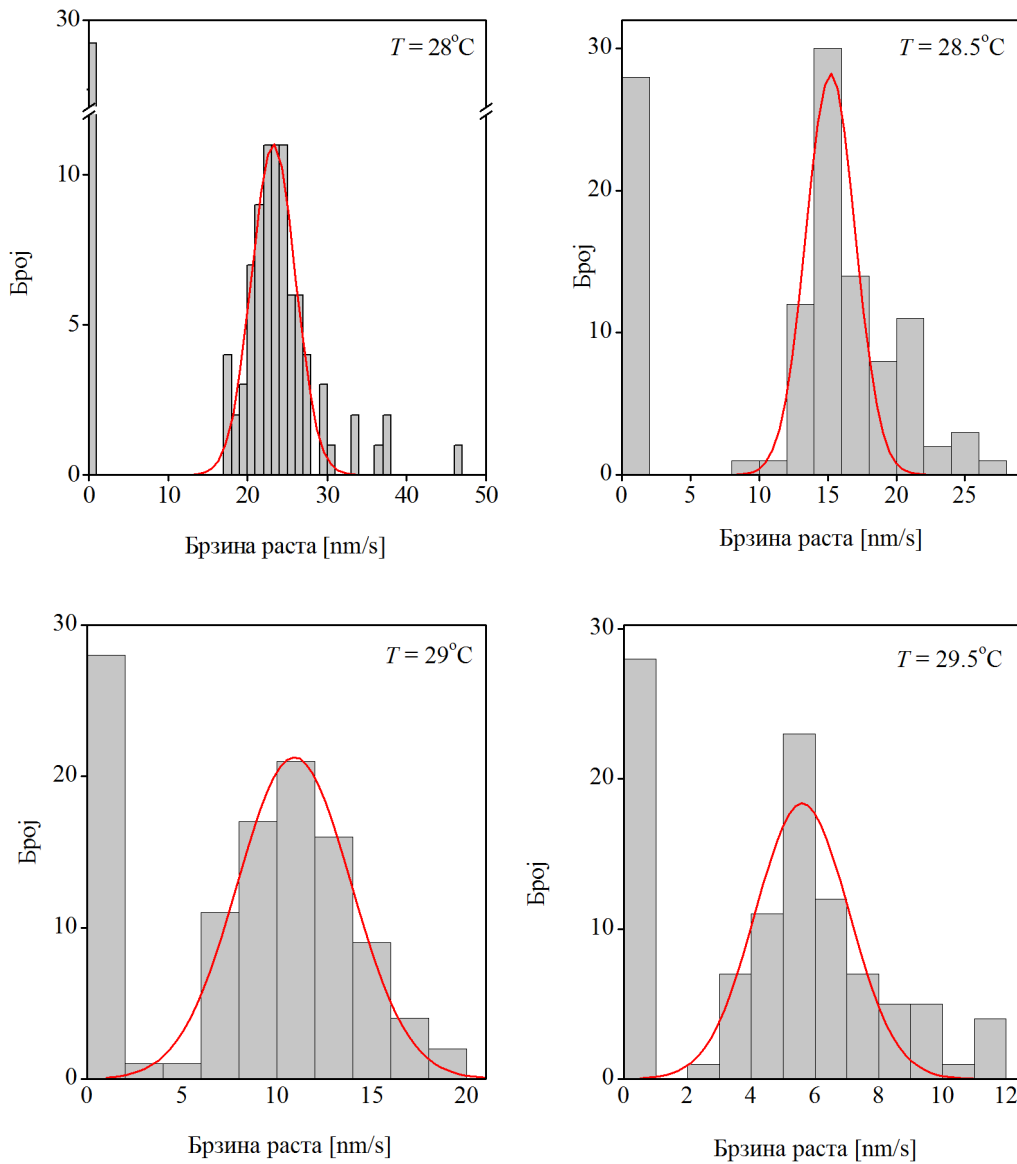 30
T = 28°C
10
5
0
Број
0 10 20 30 40 50
Брзина раста [nm/s]
30
T = 28.5°C
20
10
0
Број
0 5 10 15 20 25
Брзина раста [nm/s]
30
T = 29°C
20
10
0
Број
0 5 10 15 20
Брзина раста [nm/s]
30
T = 29.5°C
20
10
0
Број
0 2 4 6 8 10 12
Брзина раста [nm/s]